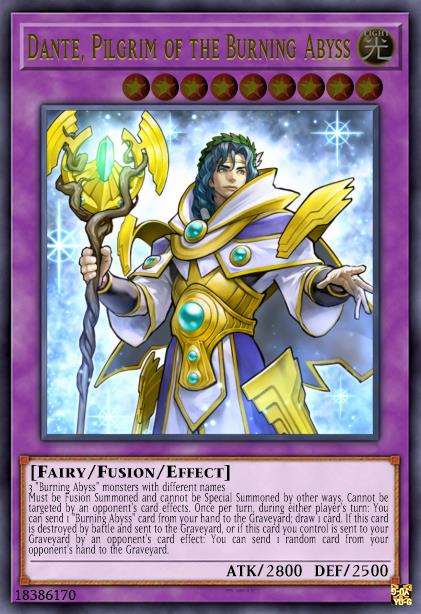 Dante, Pilgrim of the Burning Abyss
LIGHT
光
[Fairy/Fusion/Effect]
3 "Burning Abyss" monsters with different names
Must be Fusion Summoned and cannot be Special Summoned by other ways. Cannot be
targeted by an opponent's card effects. Once per turn, during either player's turn: You
can send 1 "Burning Abyss" card from your hand to the Graveyard; draw 1 card. If this card
is destroyed by battle and sent to the Graveyard, or if this card you control is sent to your
Graveyard by an opponent's card effect: You can send 1 random card from your
opponent's hand to the Graveyard.
ATK/2800 DEF/2500
18386170